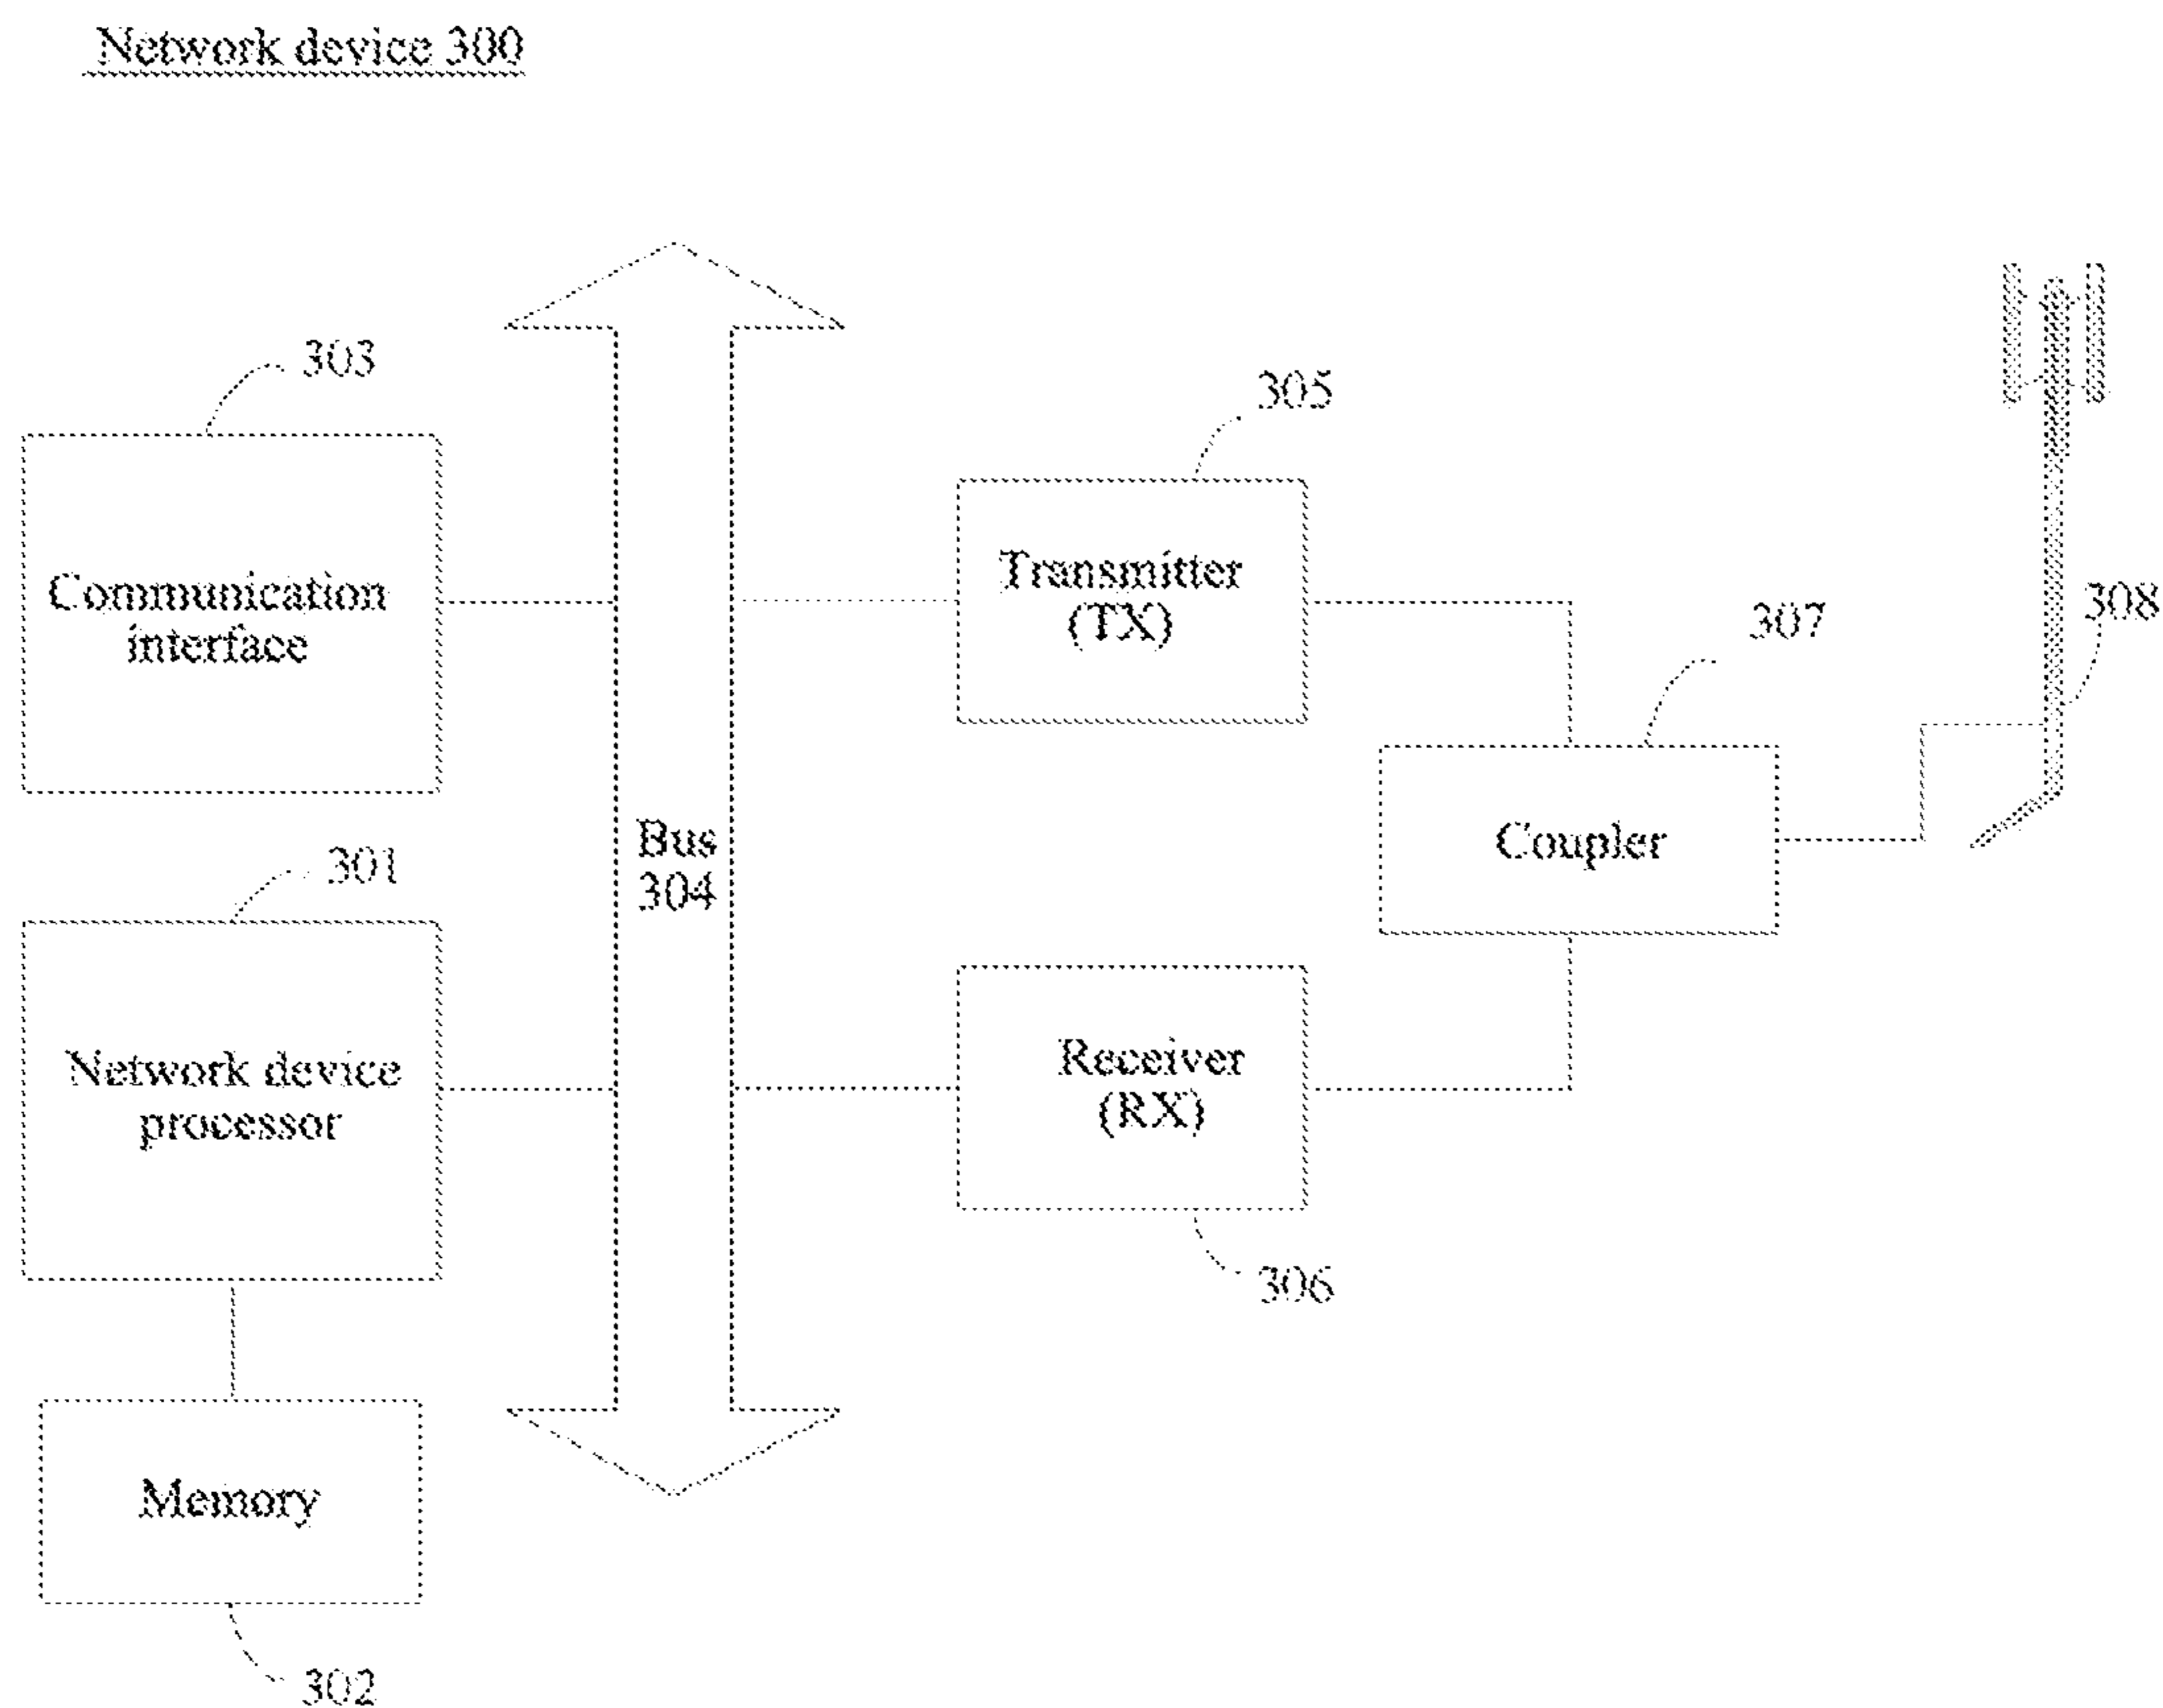 Network device 300
303
305
Communication
interface
Transmitter
(TX)
307
308
Bus
304
Coupler
301
Network device
processor
Receiver
(RX)
306
Memory
302